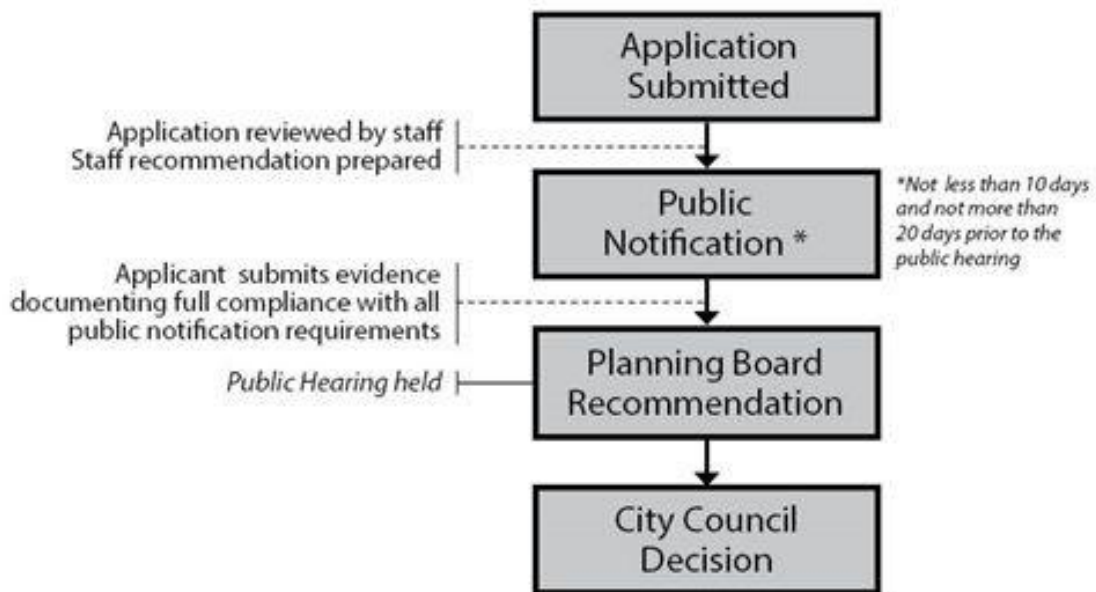 Application
Submitted
Application reviewed by staff
Staff recommendation prepared
Public
Notification *
*Not less than 10 days
and not more than
20 days prior to the
public hearing
Applicant submits evidence
documenting full compliance with all
public notification requirements
Planning Board
Recommendation
Public Hearing held
City Council
Decision